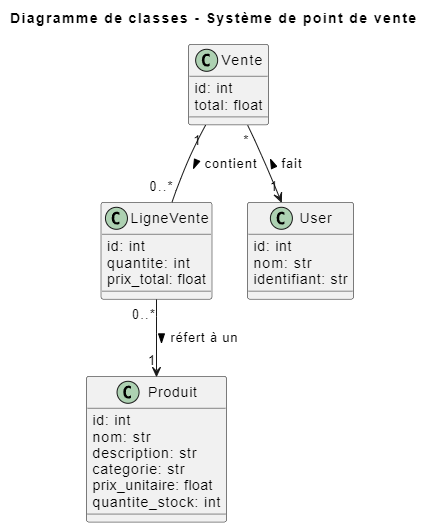 Diagramme de classes - Système de point de vente
C Vente
id: int
total: float
1
*
contient
fait
0..*
1
C LigneVente
id: int
quantite: int
prix_total: float
C User
id: int
nom: str
identifiant: str
0..*
réfert à un
1
C Produit
id: int
nom: str
description: str
categorie: str
prix_unitaire: float
quantite_stock: int